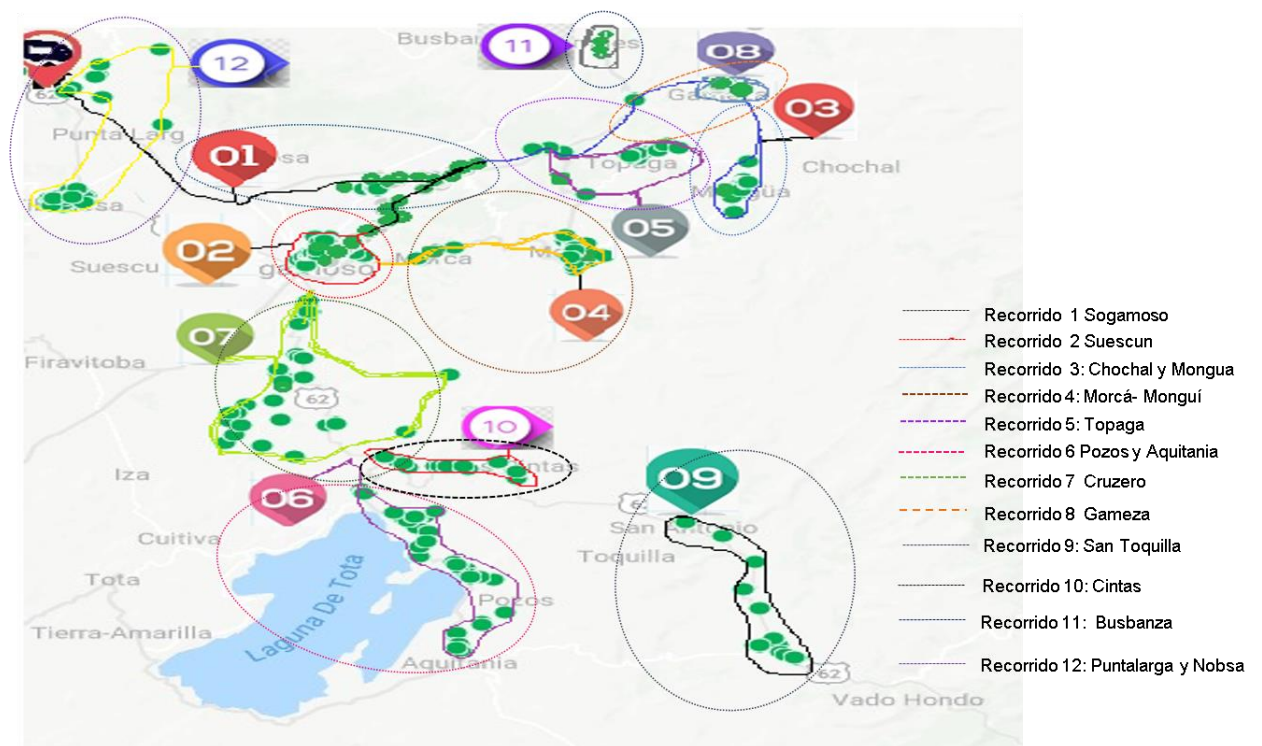 11
08
12
62
03
Punta Larg
01
Topaga
Chochal
02
05
Suescu
04
07
Firavitoba
62
10
Iza
06
09
San Antonio
Cuitiva
Toquilla
Tota
Pozos
Laguna De Tota
Tierra-Amarilla
Aquitania
62
Vado Hondo
Recorrido 1 Sogamoso
Recorrido 2 Suescun
Recorrido 3: Chochal y Mongua
Recorrido 4: Morcá- Monguí
Recorrido 5: Topaga
Recorrido 6 Pozos y Aquitania
Recorrido 7 Cruzero
Recorrido 8 Gameza
Recorrido 9: San Toquilla
Recorrido 10: Cintas
Recorrido 11: Busbanza
Recorrido 12: Puntalarga y Nobsa